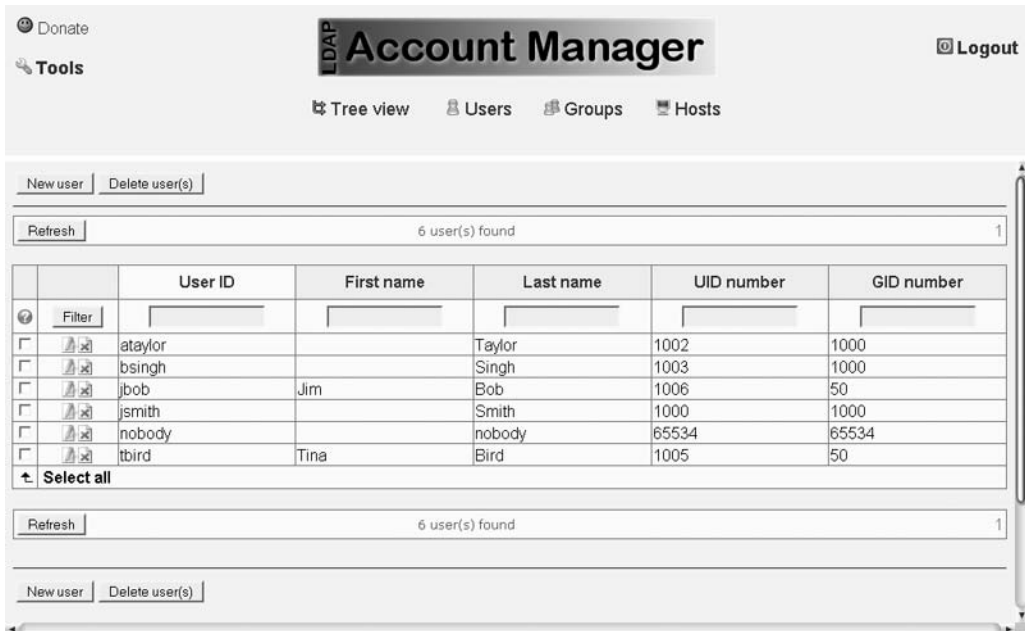 Donate
LDAP Account Manager
Logout
Tools
Tree view Users Groups Hosts
New user Delete user(s)
Refresh 6 user(s) found 1
User ID First name Last name UID number GID number
Filter
ataylor Taylor 1002 1000
bsingh Singh 1003 1000
jbob Jim Bob 1006 50
jsmith Smith 1000 1000
nobody nobody 65534 65534
tbird Tina Bird 1005 50
Select all
Refresh 6 user(s) found 1
New user Delete user(s)